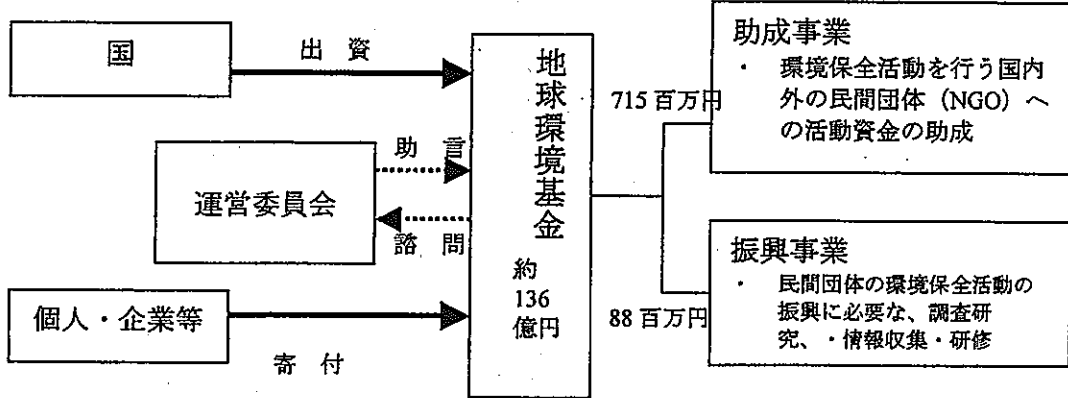 国
出 資
助 言
運営委員会
諮 問
個人・企業等
寄 付
地球環境基金
約
136
億円
715 百万円
88 百万円
助成事業
・ 環境保全活動を行う国内
外の民間団体（NGO）へ
の活動資金の助成
振興事業
・ 民間団体の環境保全活動の
振興に必要な、調査研
究、・情報収集・研修